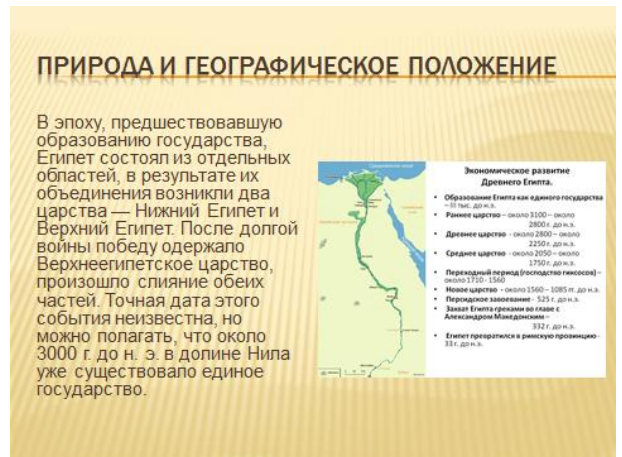 ПРИРОДА И ГЕОГРАФИЧЕСКОЕ ПОЛОЖЕНИЕ
В эпоху, предшествовавшую
образованию государства,
Египет состоял из отдельных
областей, в результате их
объединения возникли два
царства — Нижний Египет и
Верхний Египет. После долгой
войны победу одержало
Верхнеегипетское царство,
произошло слияние обеих
частей. Точная дата этого
события неизвестна, но
можно полагать, что около
3000 г. до н. э. в долине Нила
уже существовало единое
государство.
Экономическое развитие
Древнего Египта.
• Образование Египта как единого государства
– III тыс. до н.э.
• Раннее царство – около 3100 – около
2800 г. до н.э.
• Древнее царство - около 2800 – около
2250 г. до н.э.
• Среднее царство – около 2050 – около
1750 г. до н.э.
• Переходный период (господство гиксосов) –
около 1710 - 1560
• Новое царство – около 1560 – 1085 гг. до н.э.
• Персидское завоевание - 525 г. до н.э.
• Захват Египта греками во главе с
Александром Македонским –
332 г. до н.э.
• Египет превратился в римскую провинцию -
33 г. до н.э.